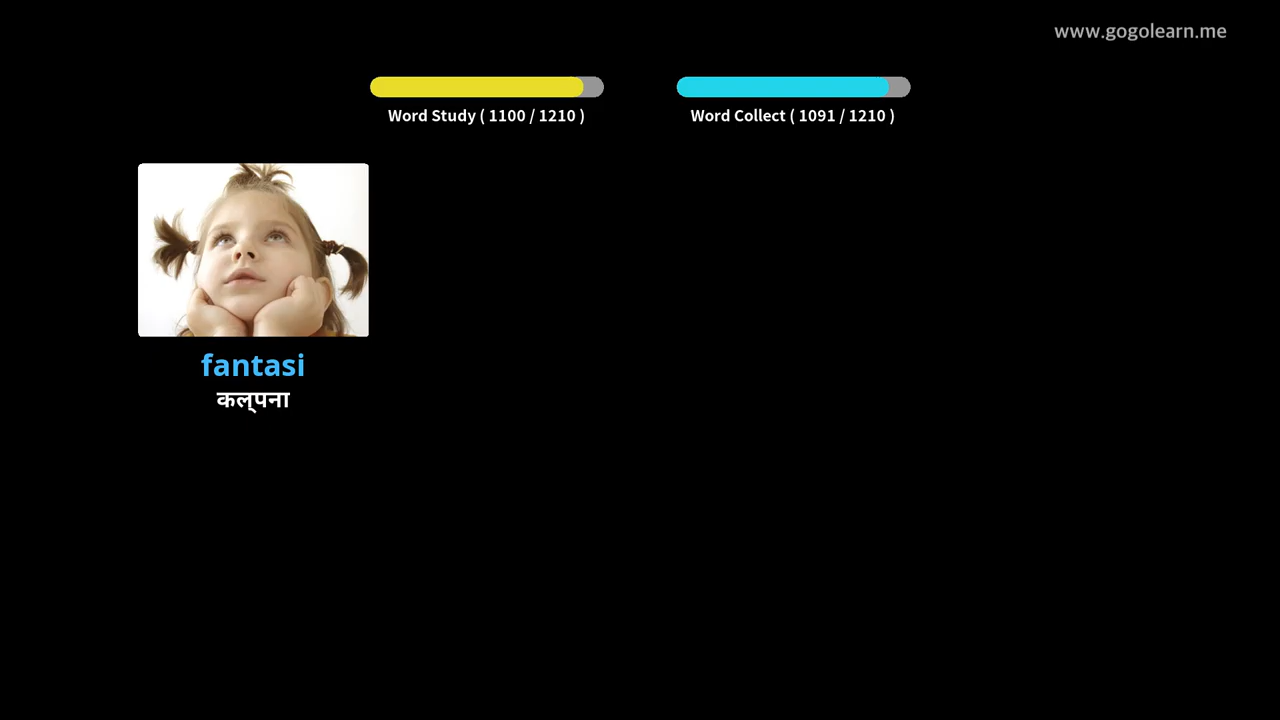 www.gogolearn.me
Word Study ( 1100 / 1210 )
Word Collect ( 1091 / 1210 )
fantasi
कल्पना